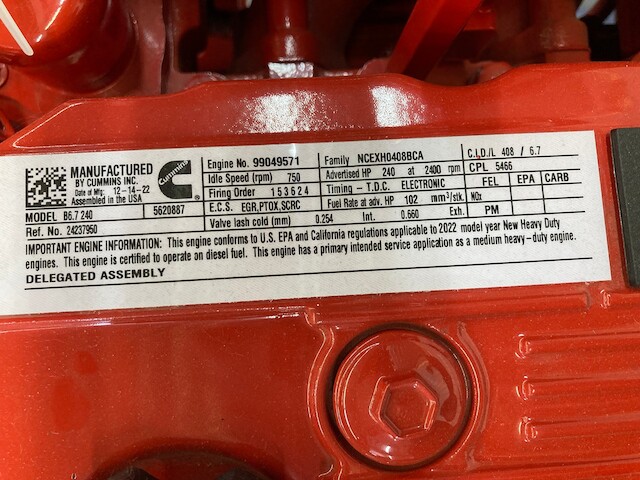 MANUFACTURED
BY CUMMINS INC.
Date of Mfg. 12-14-22
Assembled in the USA
Cummins
®
MODEL B6.7 240 5620887
Ref. No. 24237950
Engine No. 99049571
Idle Speed (rpm) 750
Firing Order 153624
E.C.S. EGR,PTOX,SCRC
Valve lash cold (mm) 0.254 Int. 0.660 Exh.
Family NCEXH0408BCA
Advertised HP 240 at 2400 rpm
Timing - T.D.C. ELECTRONIC
Fuel Rate at adv. HP 102 mm³/stk.
C.I.D./L 408 / 6.7
CPL 5466
FEL EPA CARB
NOx
PM
IMPORTANT ENGINE INFORMATION: This engine conforms to U.S. EPA and California regulations applicable to 2022 model year New Heavy Duty
engines. This engine is certified to operate on diesel fuel. This engine has a primary intended service application as a medium heavy-duty engine.
DELEGATED ASSEMBLY